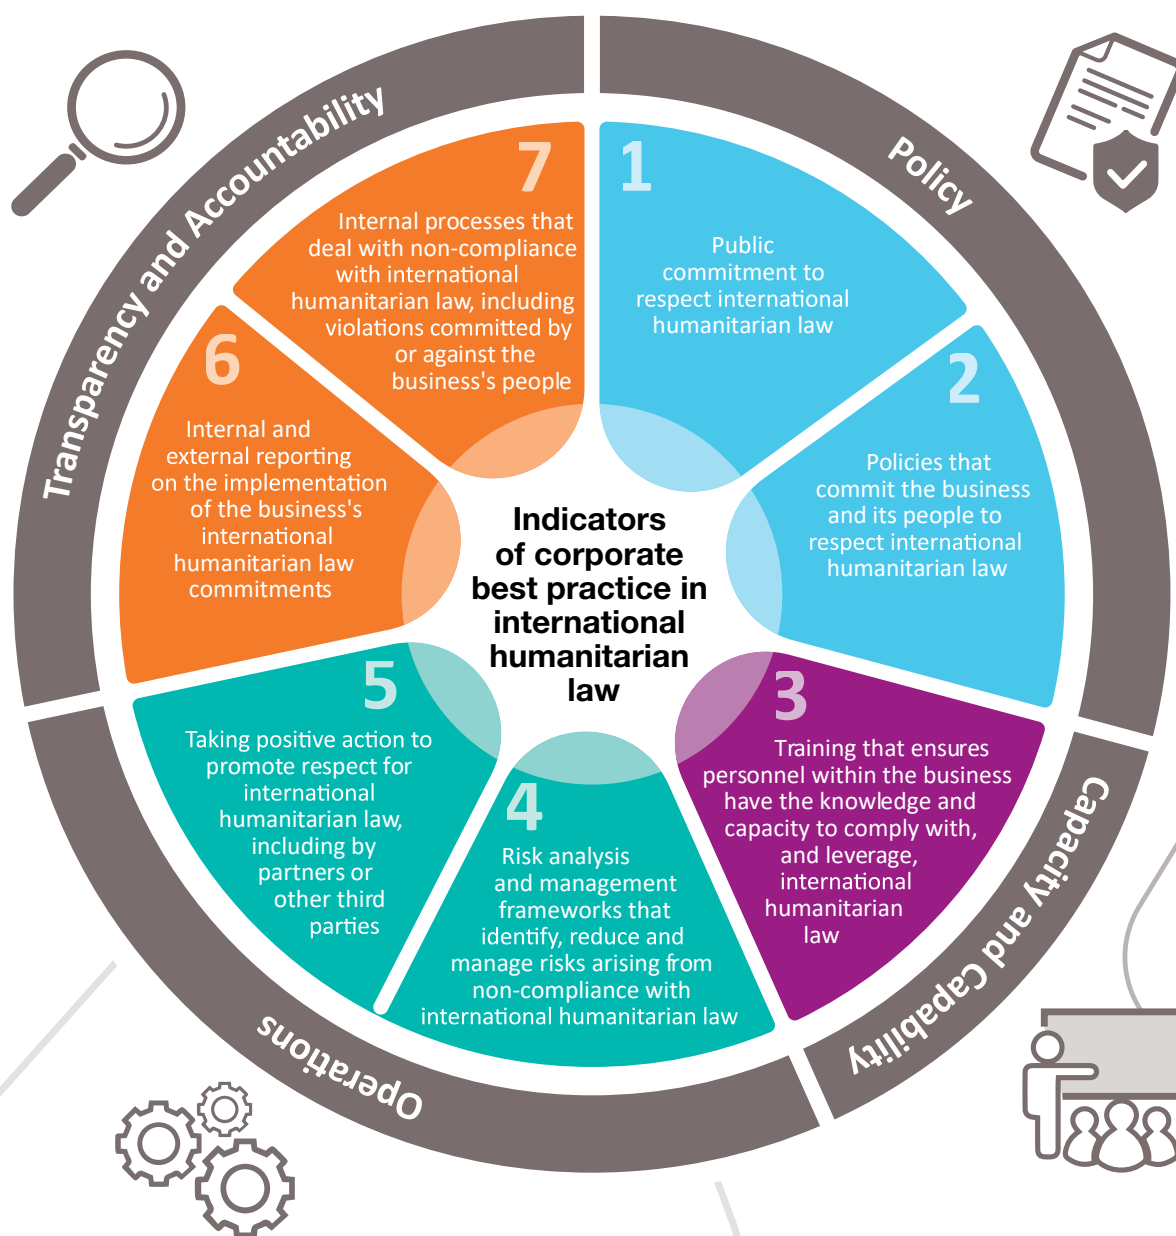 Indicators
of corporate
best practice in
international
humanitarian
law
Policy
1
Public
commitment to
respect international
humanitarian law
2
Policies that
commit the business
and its people to
respect international
humanitarian law
Capacity and Capability
3
Training that ensures
personnel within the business
have the knowledge and
capacity to comply with,
and leverage,
international
humanitarian
law
Operations
4
Risk analysis
and management
frameworks that
identify, reduce and
manage risks arising from
non-compliance with
international humanitarian law
5
Taking positive action to
promote respect for
international
humanitarian law,
including by
partners or
other third
parties
Transparency and Accountability
6
Internal and
external reporting
on the implementation
of the business's
international
humanitarian law
commitments
7
Internal processes that
deal with non-compliance
with international
humanitarian law, including
violations committed by
or against the
business's people